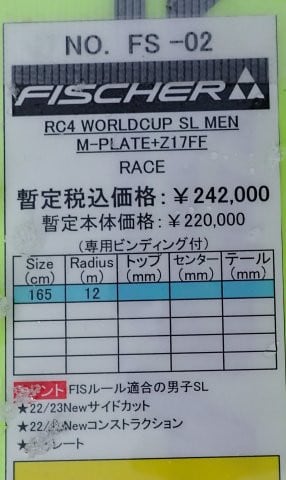 NO. FS -02
FISCHER
RC4 WORLDCUP SL MEN
M-PLATE+Z17FF
RACE
暫定税込価格：￥242,000
暫定本体価格：￥220,000
(専用ビンディング付)
Size (cm) Radius (m) トップ (mm) センター (mm) テール (mm)
165 12
ント FISルール適合の男子SL
★22/23Newサイドカット
★22/ Newコンストラクション
★ レート